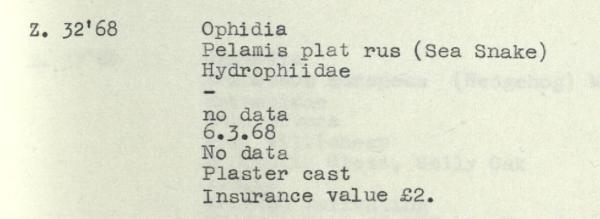 Z. 32'68 Ophidia
Pelamis plat rus (Sea Snake)
Hydrophiidae
-
no data
6.3.68
No data
Plaster cast
Insurance value £2.